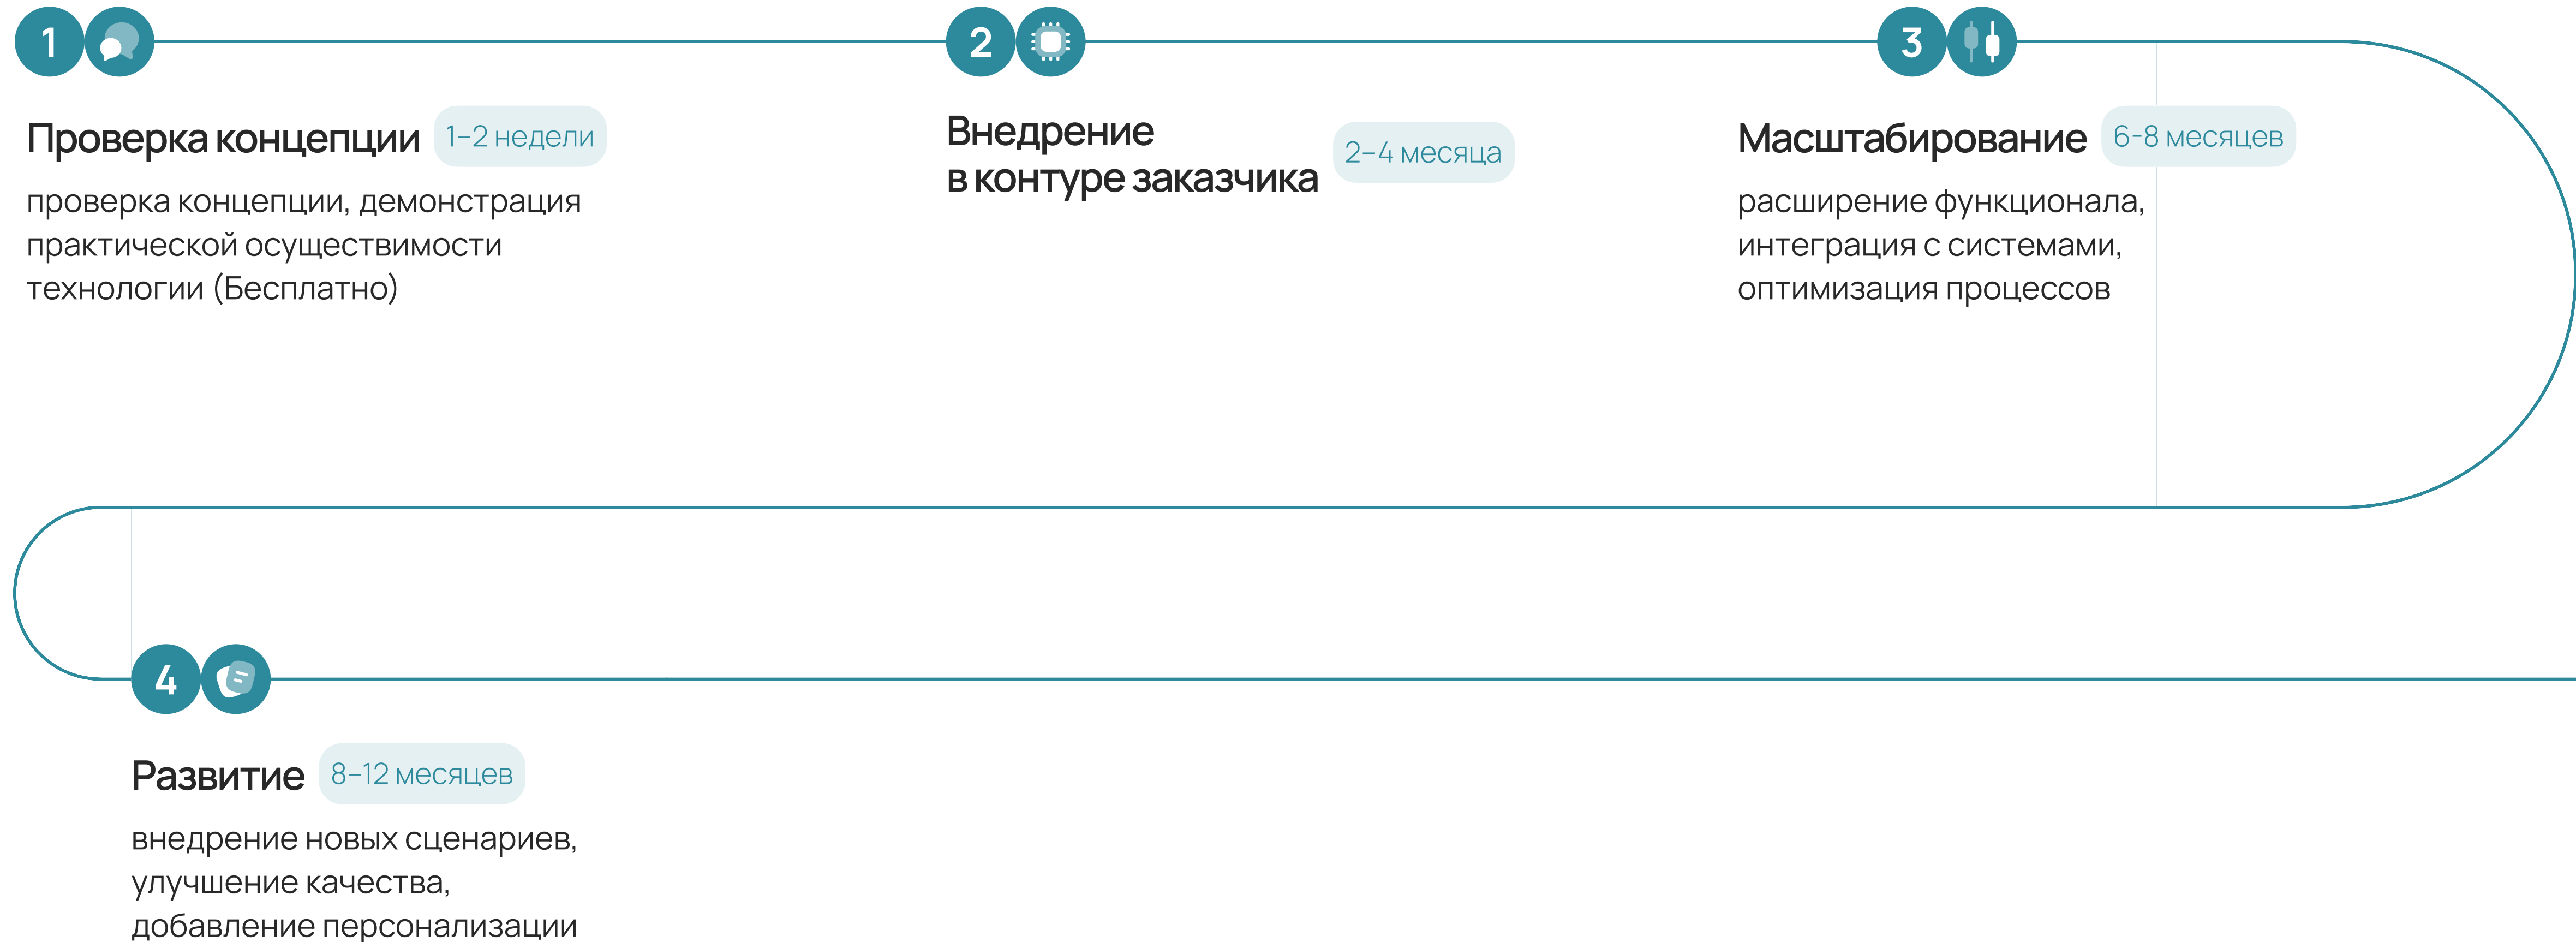 1
Проверка концепции 1–2 недели
проверка концепции, демонстрация
практической осуществимости
технологии (Бесплатно)
2
Внедрение
в контуре заказчика 2–4 месяца
3
Масштабирование 6-8 месяцев
расширение функционала,
интеграция с системами,
оптимизация процессов
4
Развитие 8–12 месяцев
внедрение новых сценариев,
улучшение качества,
добавление персонализации